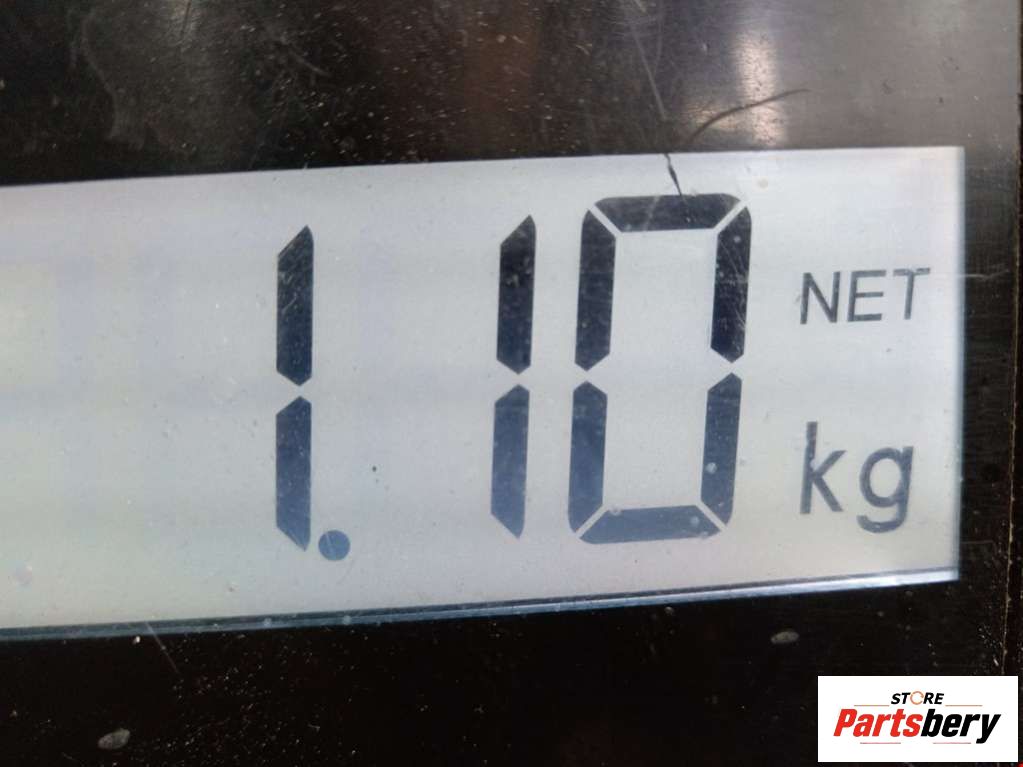 1.10 NET
kg
STORE
Partsbery